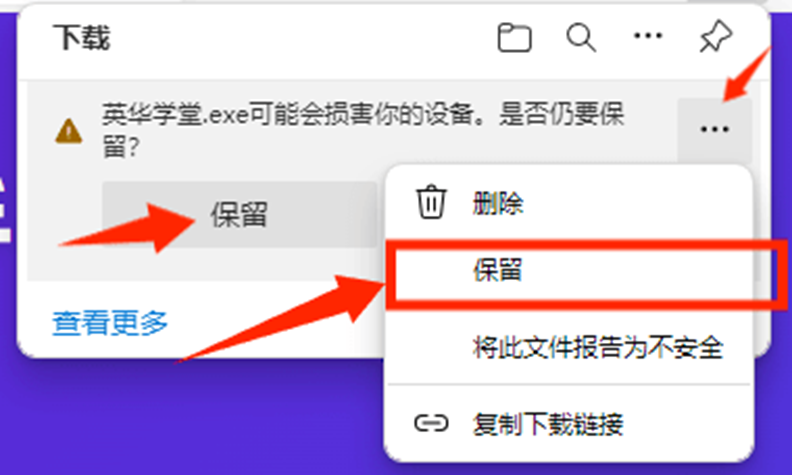 下载
英华学堂.exe可能会损害你的设备。是否仍要保
留?
保留
删除
保留
查看更多
将此文件报告为不安全
复制下载链接